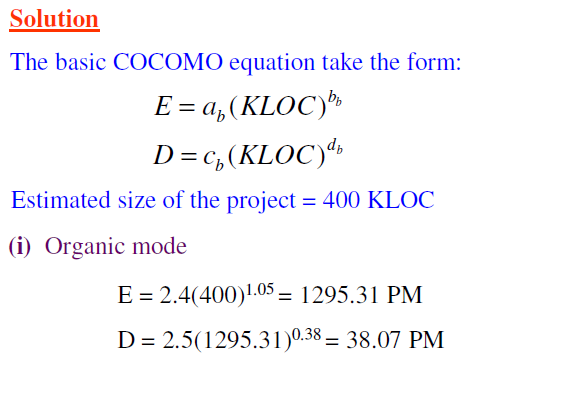 Solution
The basic COCOMO equation take the form:
E = a_b (KLOC)^{b_b}
D = c_b (KLOC)^{d_b}
Estimated size of the project = 400 KLOC
(i) Organic mode
E = 2.4(400)^{1.05} = 1295.31 PM
D = 2.5(1295.31)^{0.38} = 38.07 PM